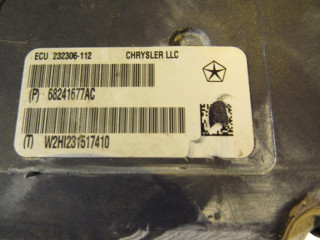 ECU 232306-112 CHRYSLER LLC
(P) 68241677AC
(T) W2HI231517410